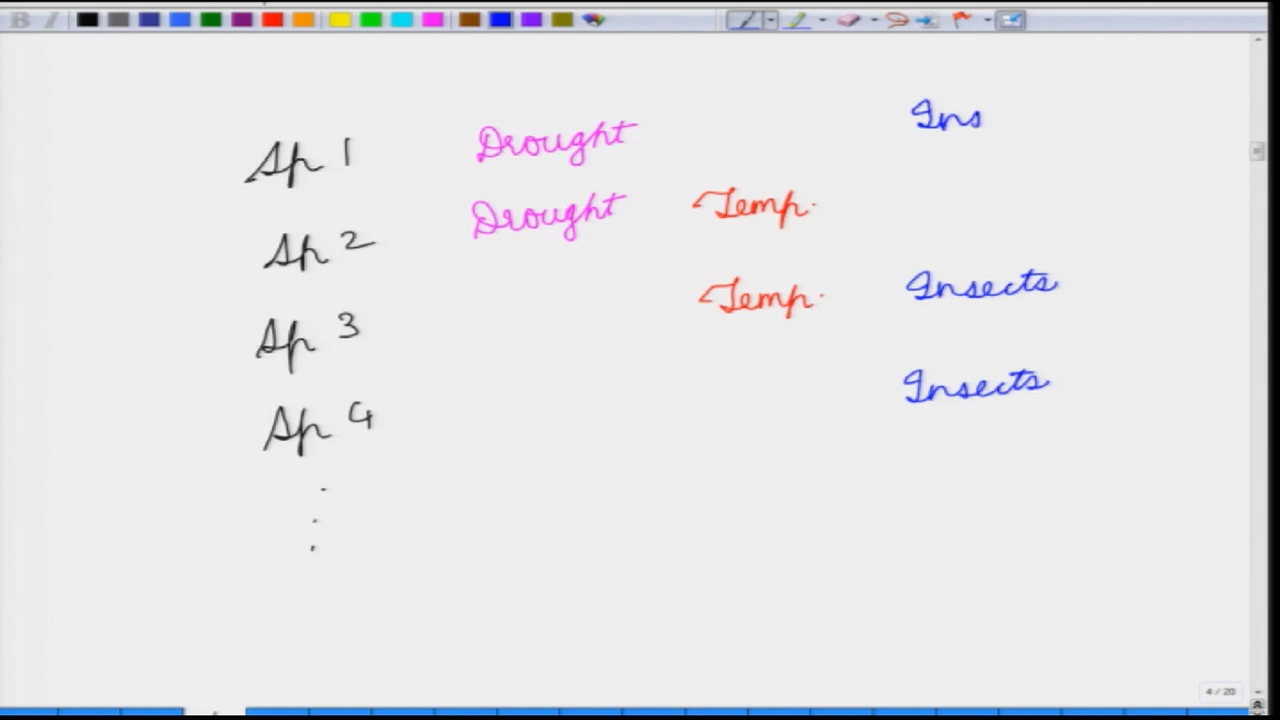 B I
Sp 1 Drought Ins
Sp 2 Drought Temp.
Sp 3 Temp. Insects
Sp 4 Insects
.
.
.
4 / 20